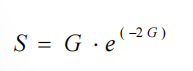 S = G · e^(−2G)